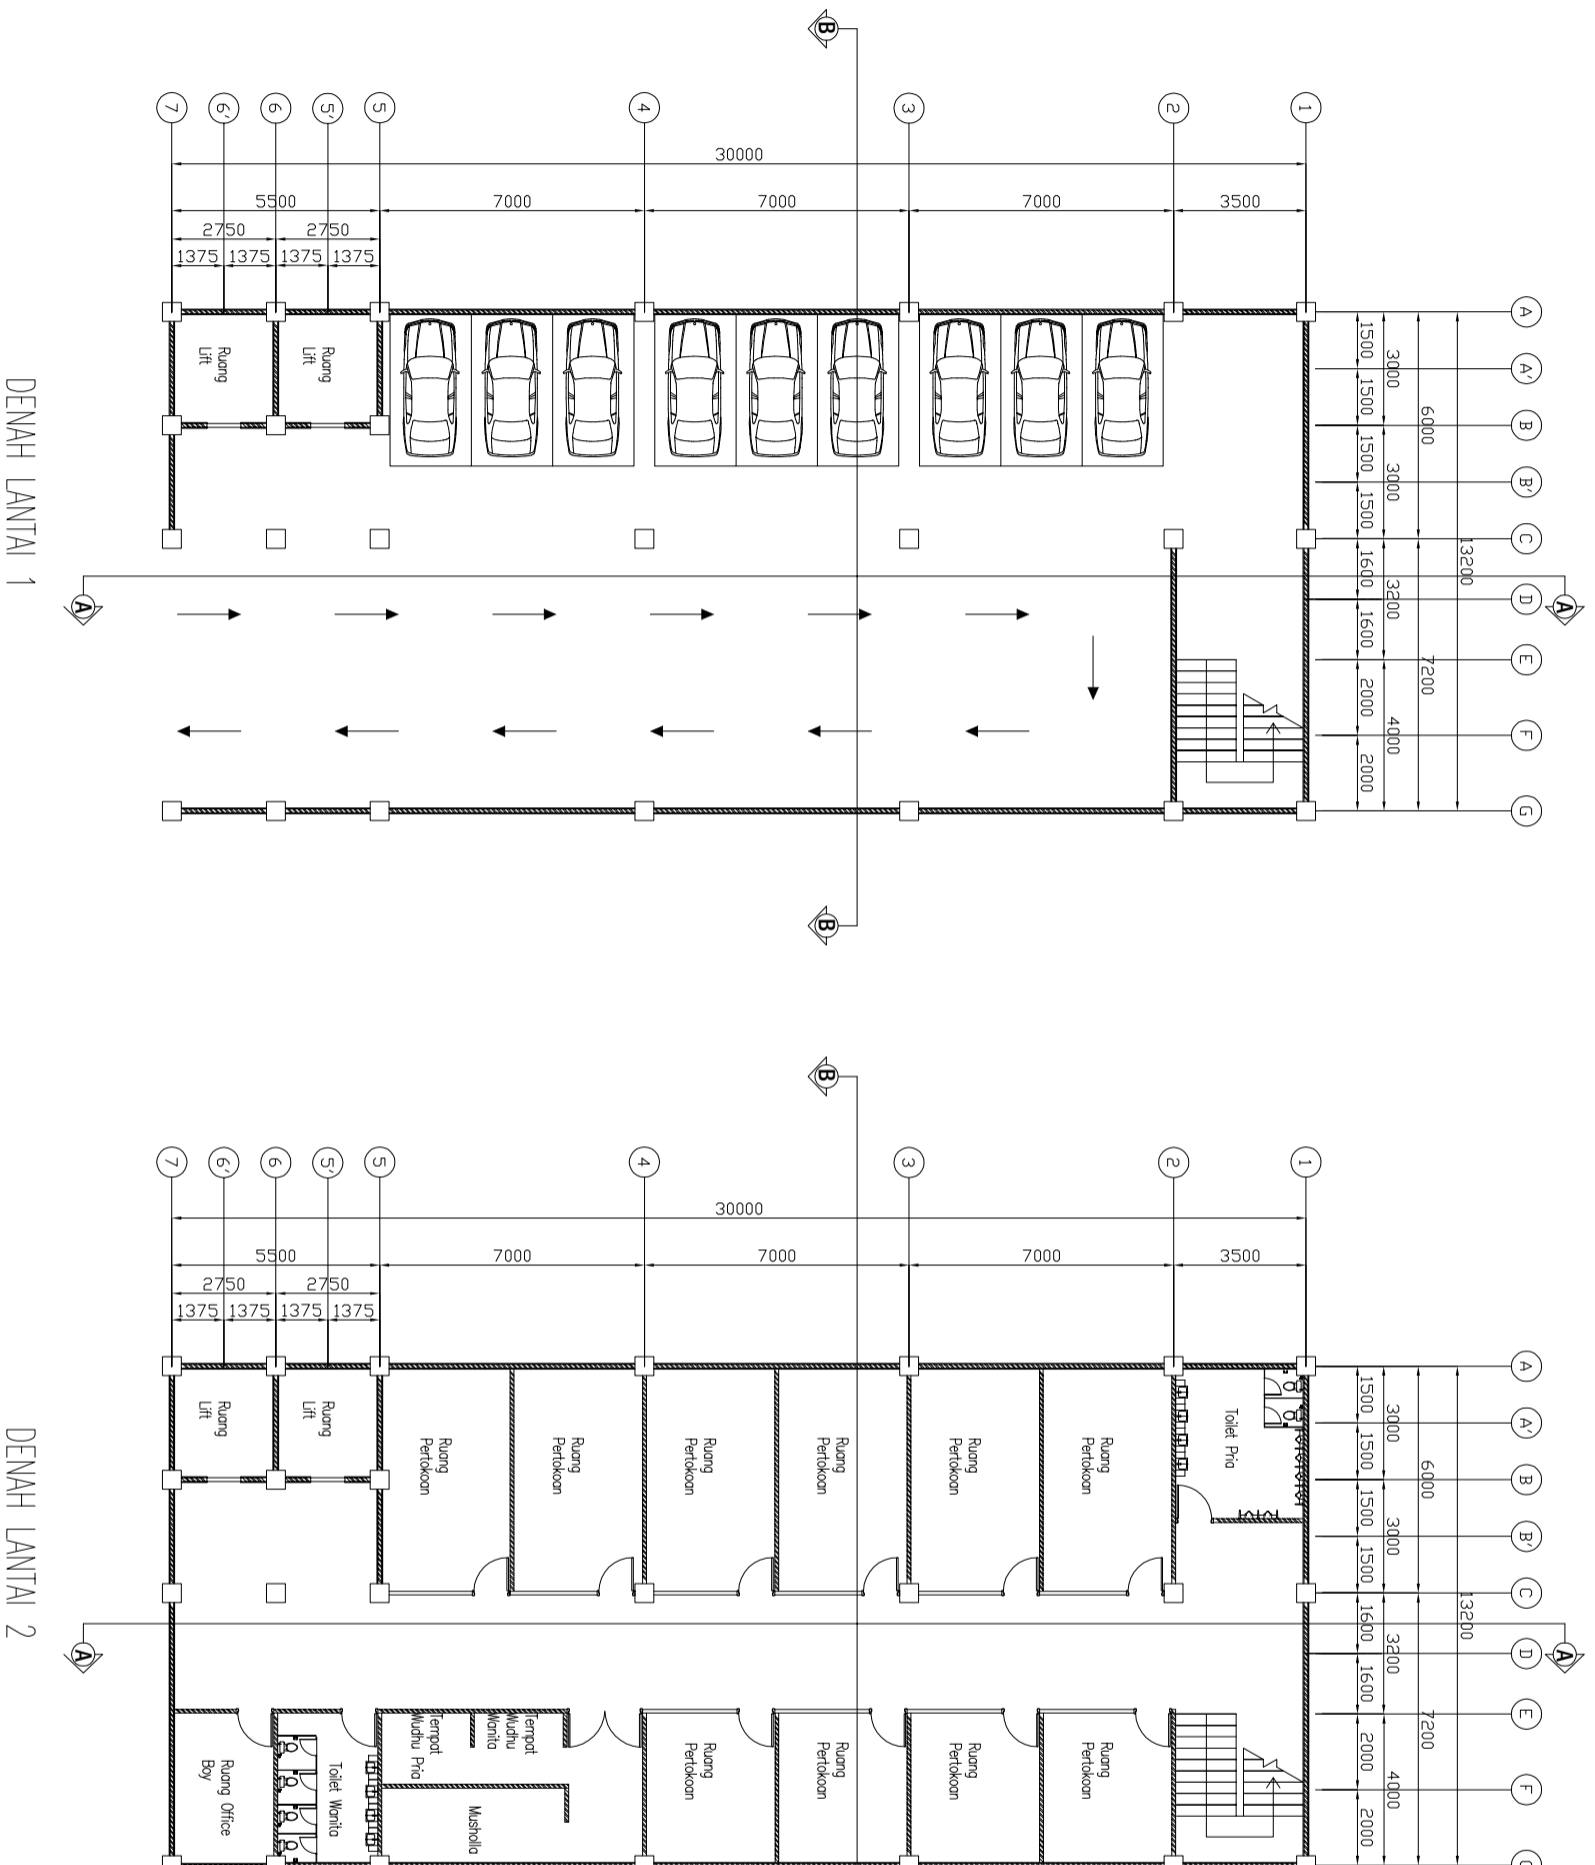 B
7
6'
6
5'
5
4
3
2
1
30000
5500
7000
7000
7000
3500
2750
2750
1375
1375
1375
1375
A
A'
B
B'
C
D
E
F
G
1500
1500
1500
1500
1600
1600
2000
2000
3000
3000
3200
4000
6000
7200
13200
Ruang
Lift
Ruang
Lift
A
A
B
DENAH LANTAI 1
B
7
6'
6
5'
5
4
3
2
1
30000
5500
7000
7000
7000
3500
2750
2750
1375
1375
1375
1375
A
A'
B
B'
C
D
E
F
G
1500
1500
1500
1500
1600
1600
2000
2000
3000
3000
3200
4000
6000
7200
13200
Ruang
Lift
Ruang
Lift
Ruang
Pertokoan
Ruang
Pertokoan
Ruang
Pertokoan
Ruang
Pertokoan
Ruang
Pertokoan
Ruang
Pertokoan
Toilet Pria
A
A
Ruang Office
Boy
Toilet Wanita
Tempat
Wudhu Pria
Tempat
Wudhu
Wanita
Musholla
Ruang
Pertokoan
Ruang
Pertokoan
Ruang
Pertokoan
Ruang
Pertokoan
DENAH LANTAI 2